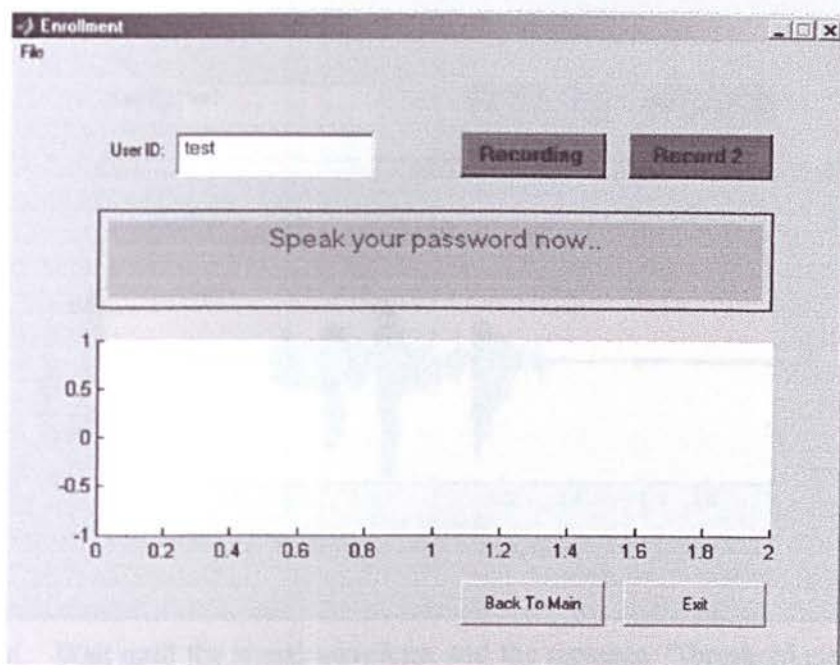 Enrollment
File
User ID: test Recording Record 2
Speak your password now..
1
0.5
0
-0.5
-1
0 0.2 0.4 0.6 0.8 1 1.2 1.4 1.6 1.8 2
Back To Main Exit